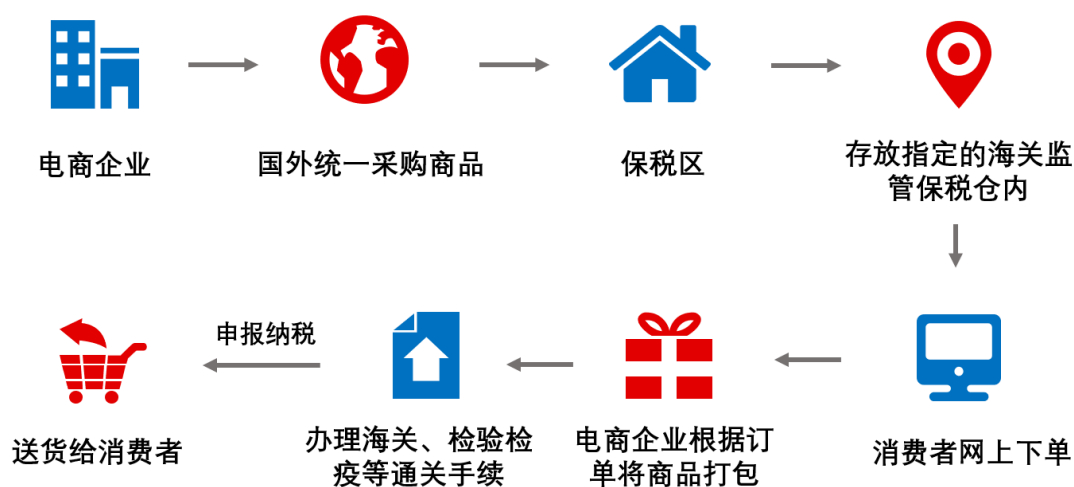 电商企业
国外统一采购商品
保税区
存放指定的海关监
管保税仓内
消费者网上下单
电商企业根据订
单将商品打包
办理海关、检验检
疫等通关手续
申报纳税
送货给消费者